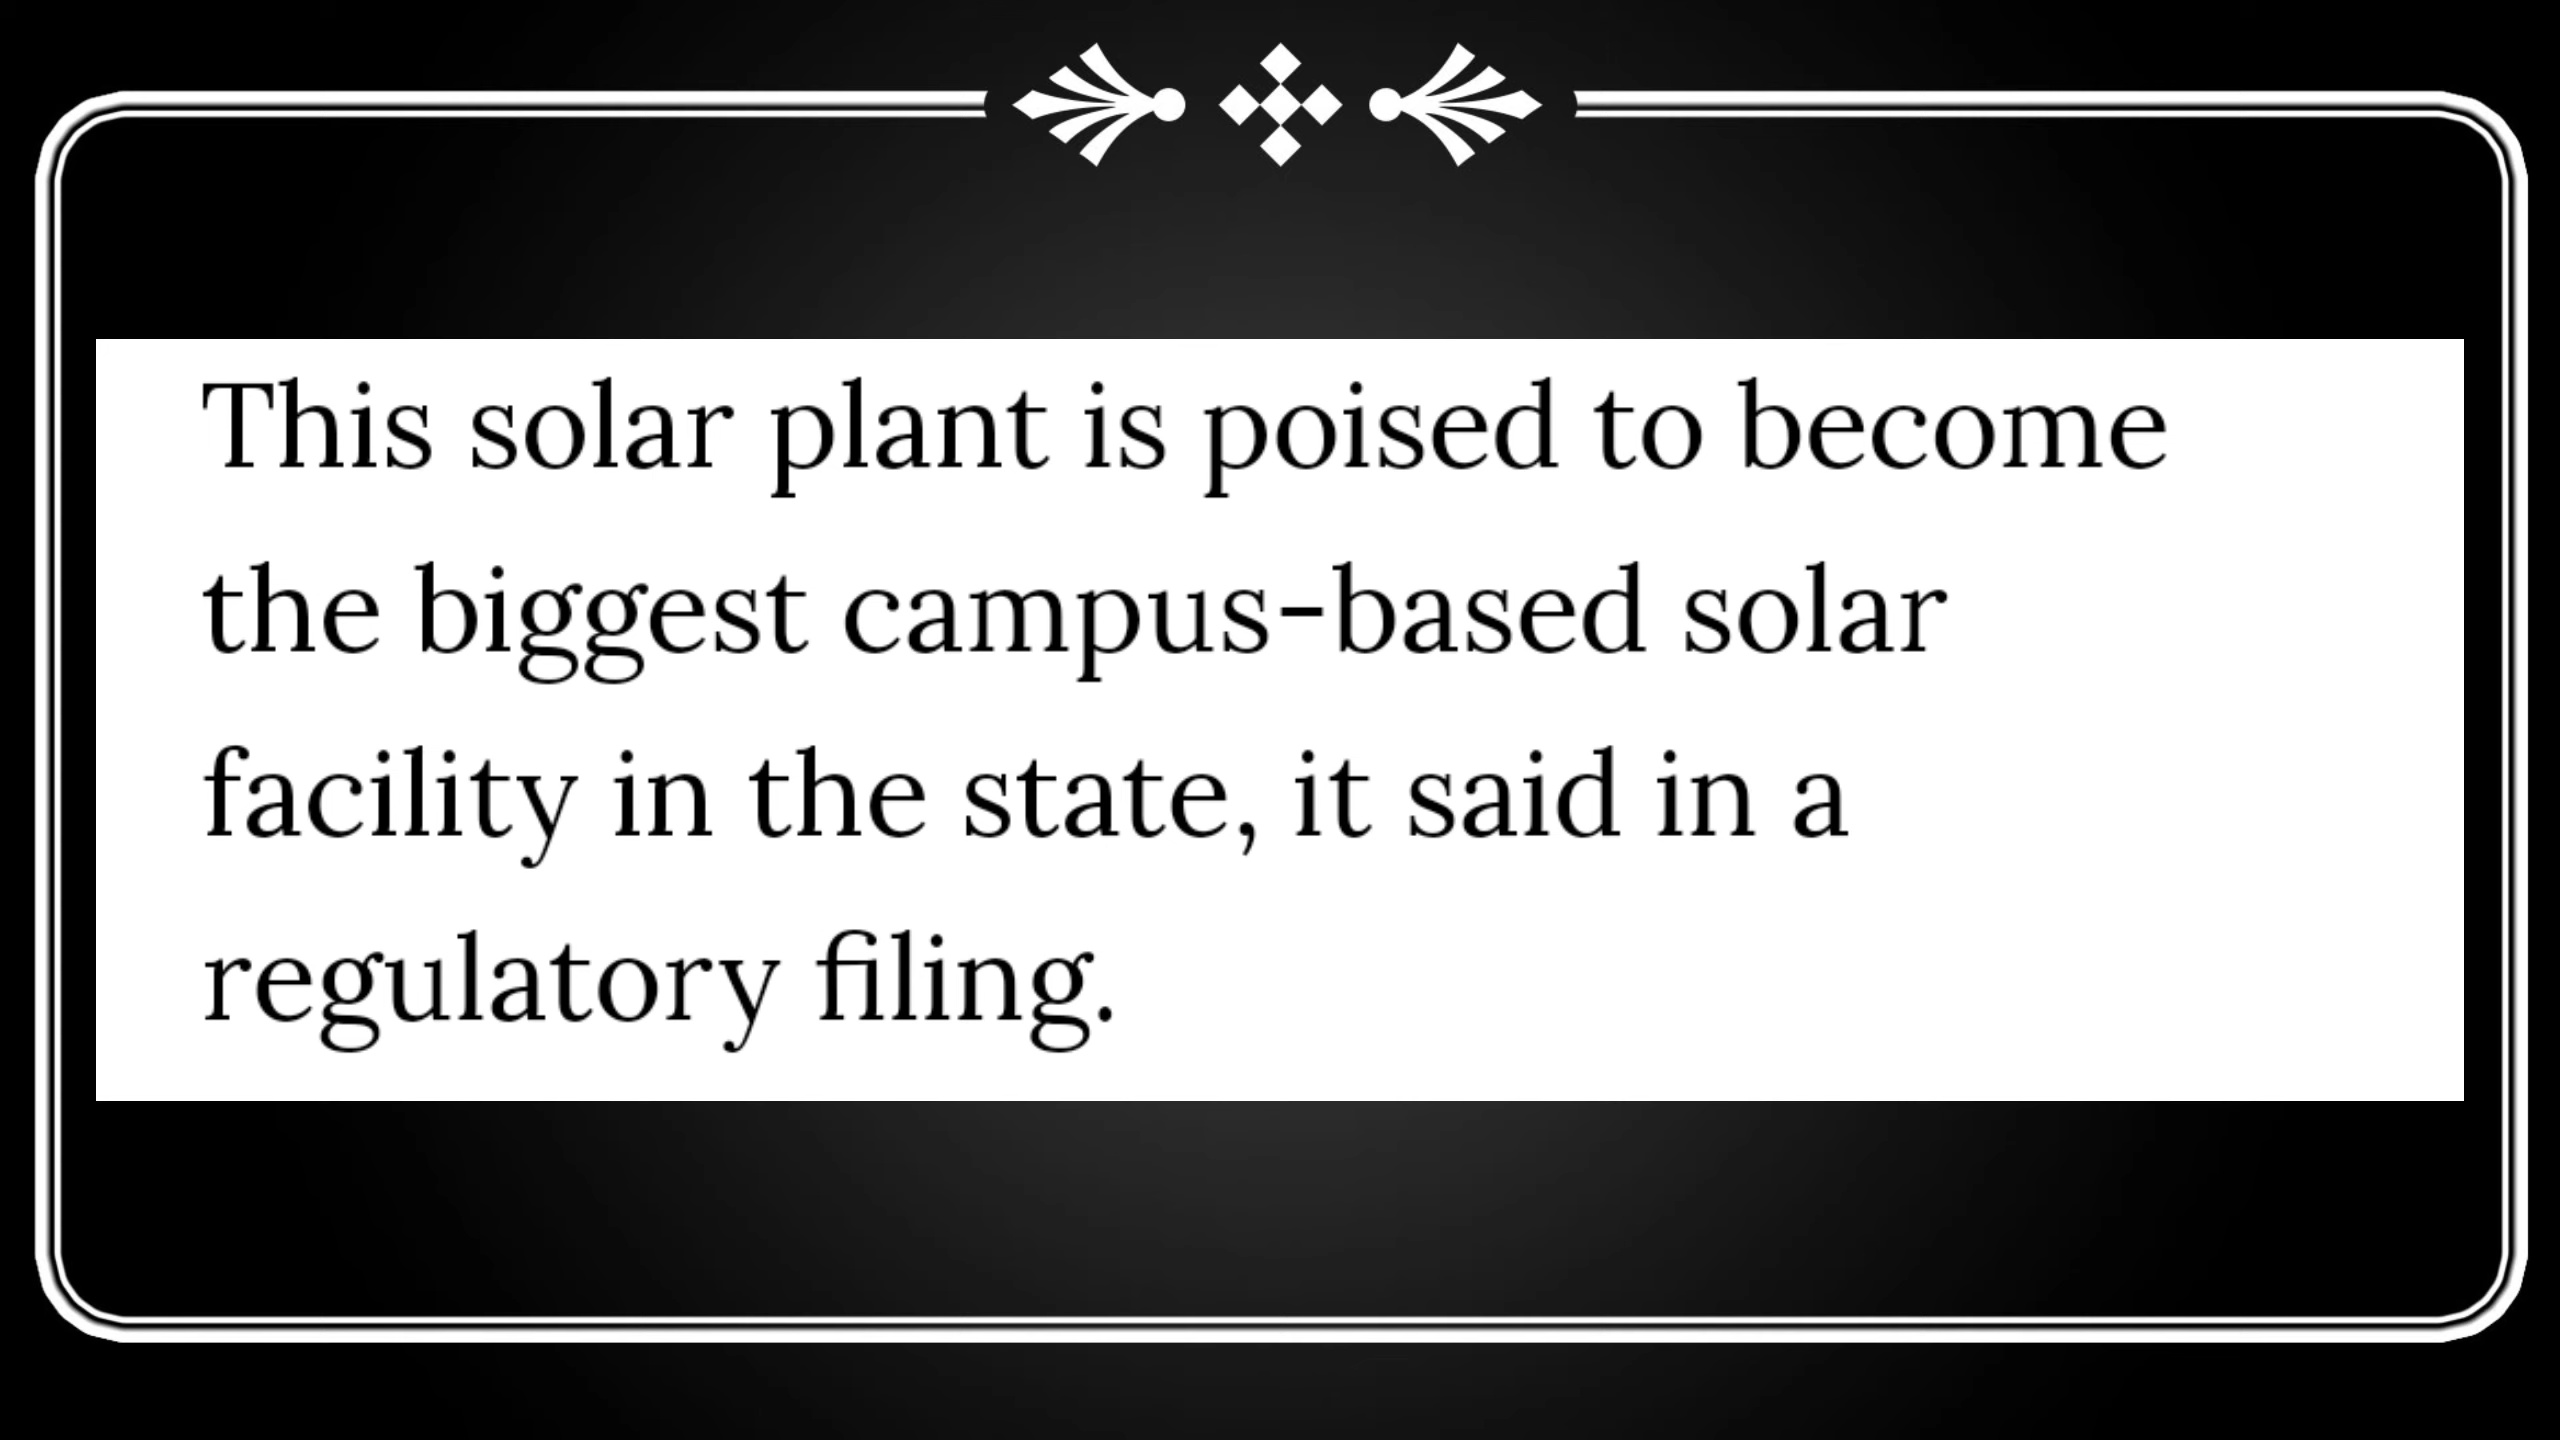 This solar plant is poised to become
the biggest campus-based solar
facility in the state, it said in a
regulatory filing.